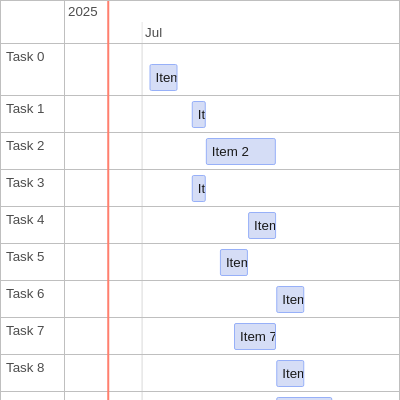 2025
Jul
Task 0
Iten
Task 1
It
Task 2
Item 2
Task 3
It
Task 4
Iten
Task 5
Iten
Task 6
Iten
Task 7
Item 7
Task 8
Iten